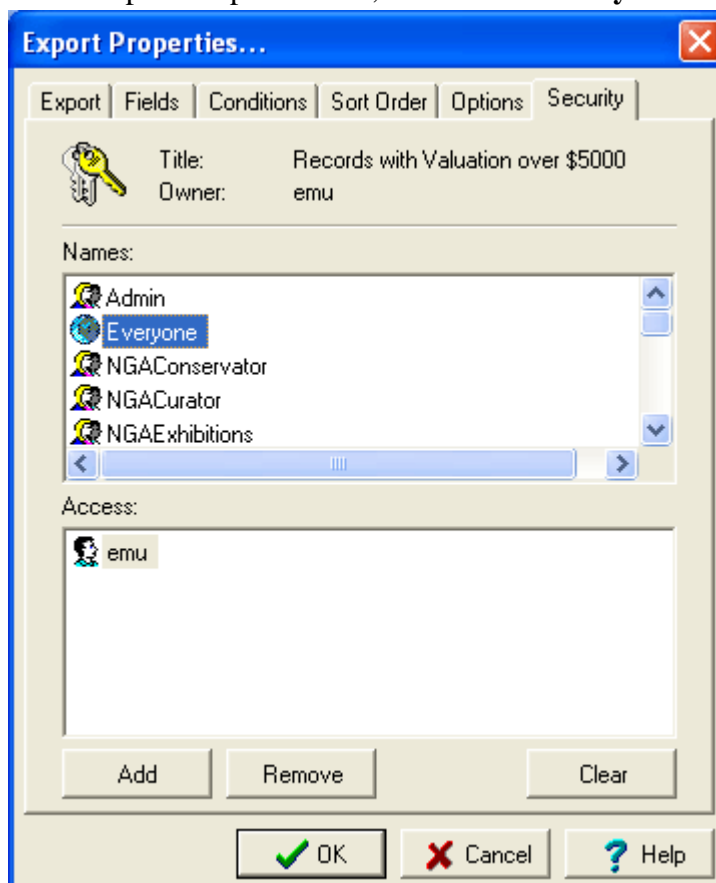 Export Properties...
Export Fields Conditions Sort Order Options Security
Title: Records with Valuation over $5000
Owner: emu
Names:
Admin
Everyone
NGAConservator
NGACurator
NGAExhibitions
Access:
emu
Add Remove Clear
OK Cancel Help